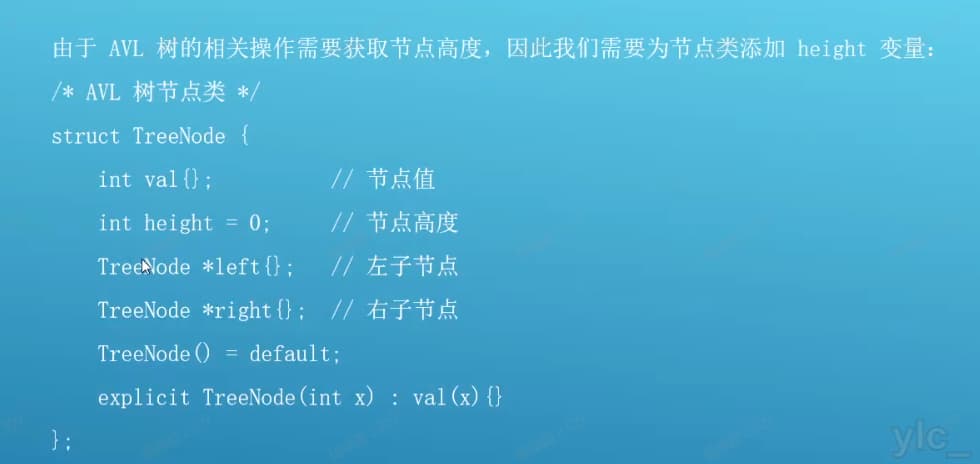 由于 AVL 树的相关操作需要获取节点高度，因此我们需要为节点类添加 height 变量：
/* AVL 树节点类 */
struct TreeNode {
    int val{};          // 节点值
    int height = 0;     // 节点高度
    TreeNode *left{};   // 左子节点
    TreeNode *right{};  // 右子节点
    TreeNode() = default;
    explicit TreeNode(int x) : val(x){}
};
ylc_